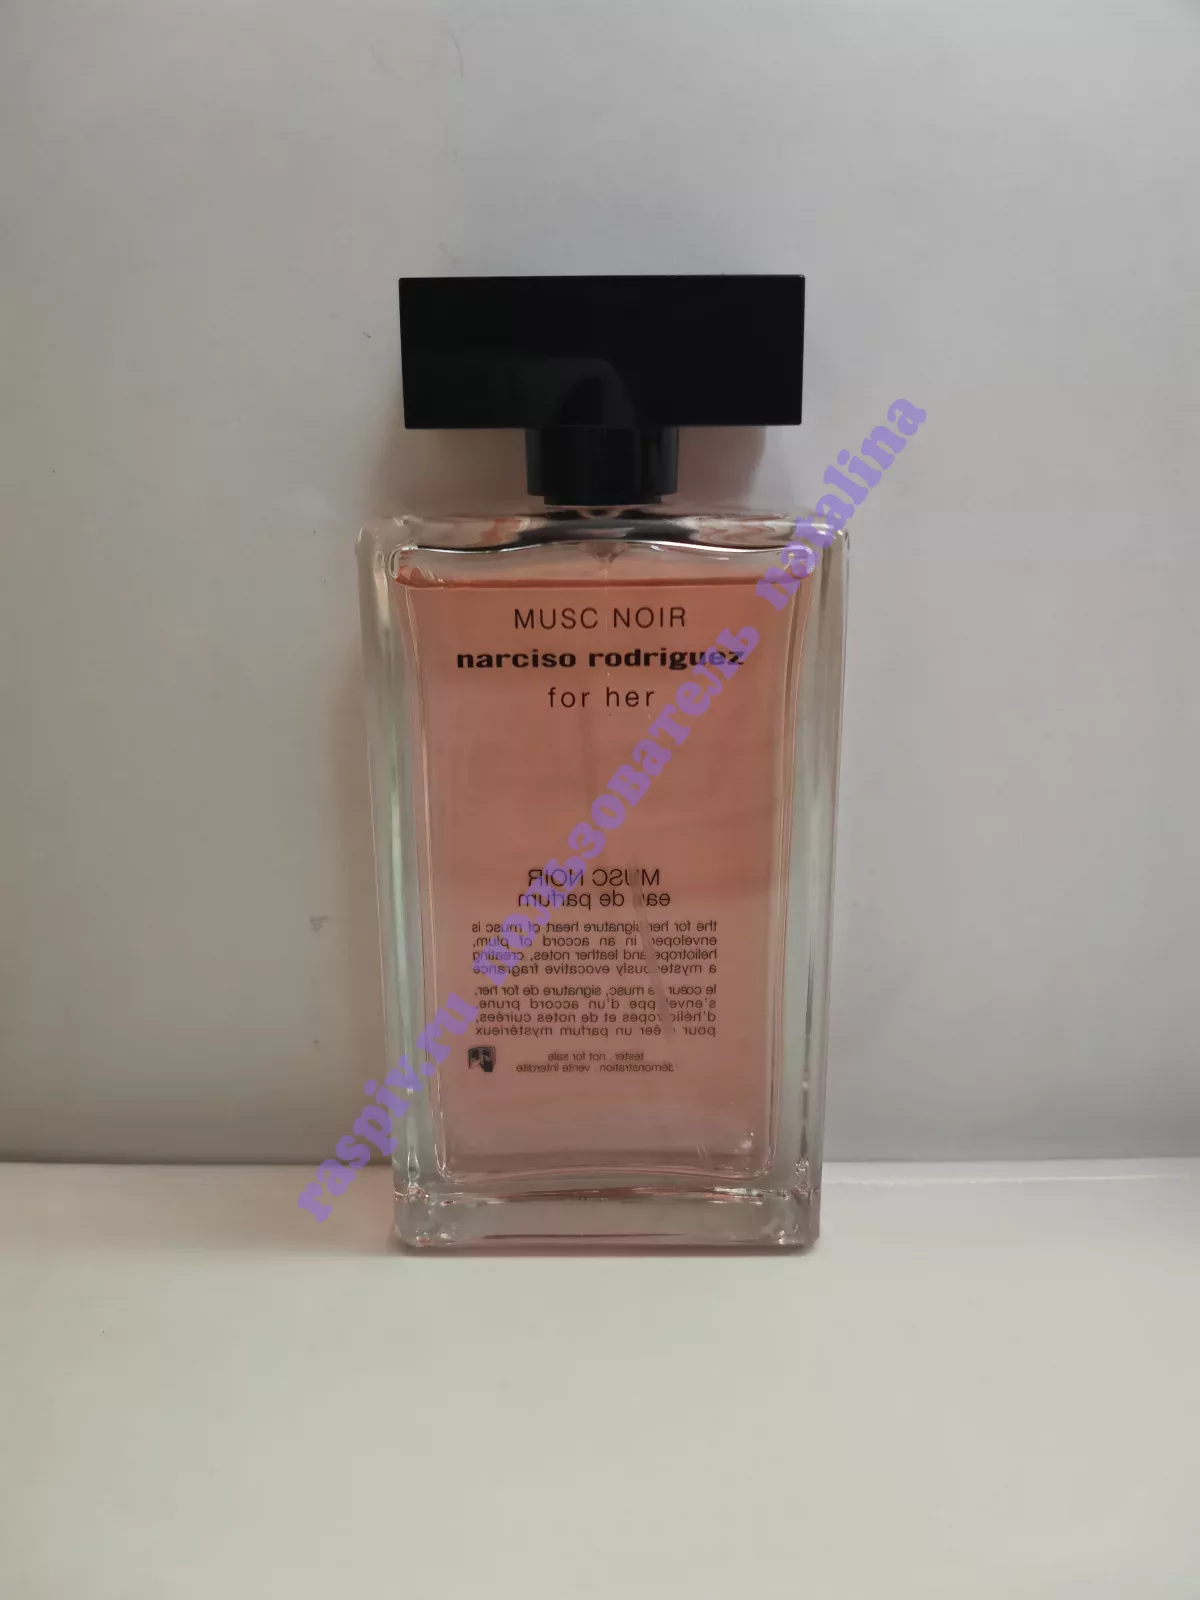 MUSC NOIR
narciso rodriguez
for her
MUSC NOIR
eau de parfum
the for her signature heart of musc is
enveloped in an accord of plum,
heliotrope and leather notes, creating
a mysteriously evocative fragrance
le cœur de musc, signature de for her,
s'enveloppe d'un accord prune,
d'héliotropes et de notes cuirées,
pour créer un parfum mystérieux
tester . not for sale
démonstration . vente interdite
raspiv.ru пользователь natalina